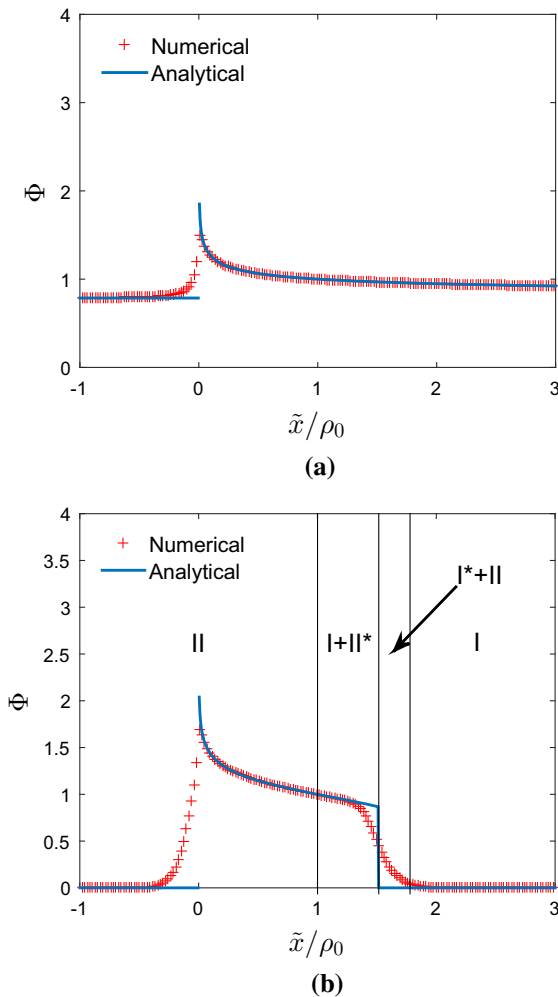 4
Numerical
Analytical
3
Φ
2
1
0
-1 0 1 2 3
x̃/ρ₀
(a)
4
Numerical
3.5
Analytical
I*+II
3
II I+II* I
2.5
Φ
2
1.5
1
0.5
0
-1 0 1 2 3
x̃/ρ₀
(b)